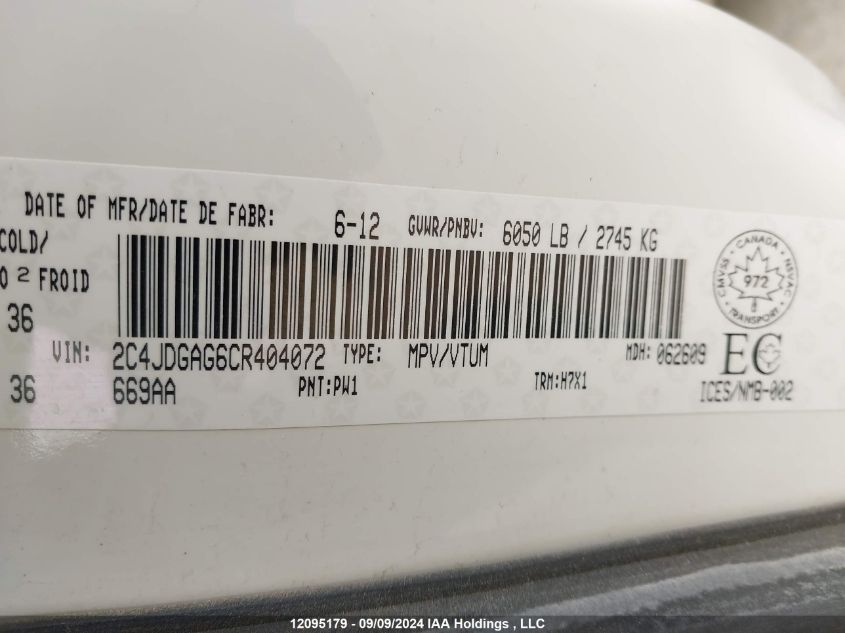 DATE OF MFR/DATE DE FABR: 6-12 GVWR/PNBV: 6050 LB / 2745 KG
COLD/
O 2 FROID
36
CMVSS - CANADA - NSVAC
972
TRANSPORT
VIN: 2C4JDGAG6CR404072 TYPE: MPV/VTUM MDH: 062609 EC
36 669AA PNT:PW1 TRM:H7X1 ICES/NMB-002
12095179 - 09/09/2024 IAA Holdings , LLC